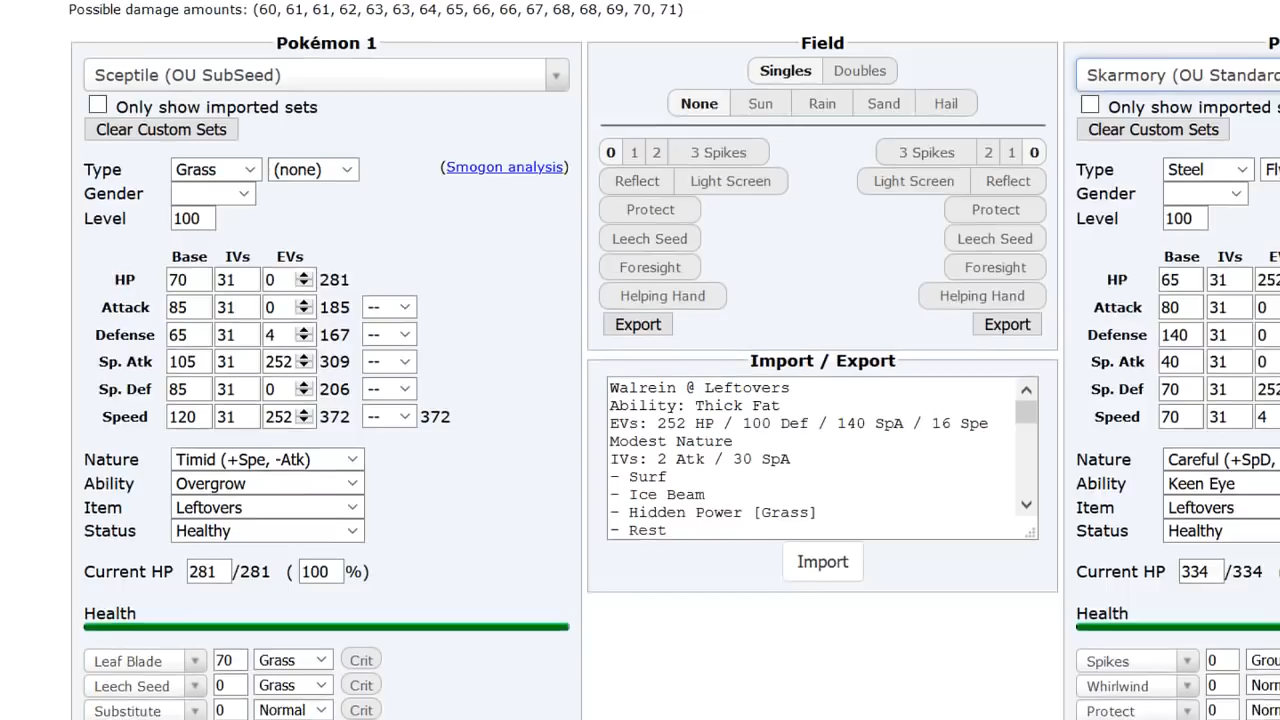 Possible damage amounts: (60, 61, 61, 62, 63, 63, 64, 65, 66, 66, 67, 68, 68, 69, 70, 71)
Pokémon 1
Sceptile (OU SubSeed)
Only show imported sets
Clear Custom Sets
Type Grass (none) (Smogon analysis)
Gender
Level 100
Base IVs EVs
HP 70 31 0 281
Attack 85 31 0 185 --
Defense 65 31 4 167 --
Sp. Atk 105 31 252 309 --
Sp. Def 85 31 0 206 --
Speed 120 31 252 372 -- 372
Nature Timid (+Spe, -Atk)
Ability Overgrow
Item Leftovers
Status Healthy
Current HP 281 /281 ( 100 %)
Health
Leaf Blade 70 Grass Crit
Leech Seed 0 Grass Crit
Substitute 0 Normal Crit
Field
Singles Doubles
None Sun Rain Sand Hail
0 1 2 3 Spikes 3 Spikes 2 1 0
Reflect Light Screen Light Screen Reflect
Protect Protect
Leech Seed Leech Seed
Foresight Foresight
Helping Hand Helping Hand
Export Export
Import / Export
Walrein @ Leftovers
Ability: Thick Fat
EVs: 252 HP / 100 Def / 140 SpA / 16 Spe
Modest Nature
IVs: 2 Atk / 30 SpA
- Surf
- Ice Beam
- Hidden Power [Grass]
- Rest
Import
P
Skarmory (OU Standard
Only show imported s
Clear Custom Sets
Type Steel Fl
Gender
Level 100
Base IVs E
HP 65 31 252
Attack 80 31 0
Defense 140 31 0
Sp. Atk 40 31 0
Sp. Def 70 31 252
Speed 70 31 4
Nature Careful (+SpD,
Ability Keen Eye
Item Leftovers
Status Healthy
Current HP 334 /334
Health
Spikes 0 Grou
Whirlwind 0 Norm
Protect 0 Norm